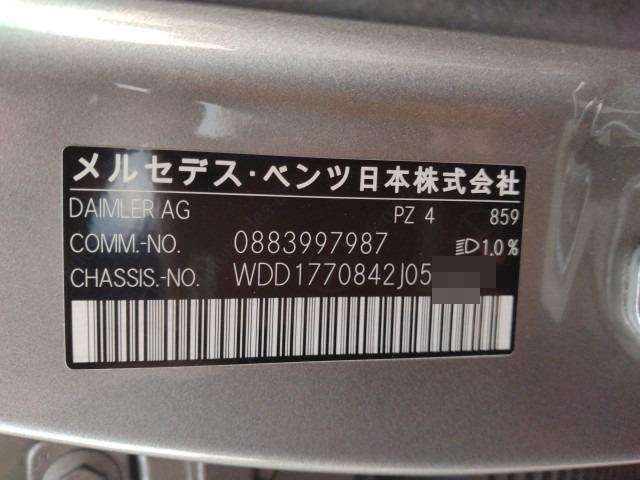 メルセデス・ベンツ日本株式会社
DAIMLER AG PZ 4 859
COMM.-NO. 0883997987 1.0%
CHASSIS.-NO. WDD1770842J05